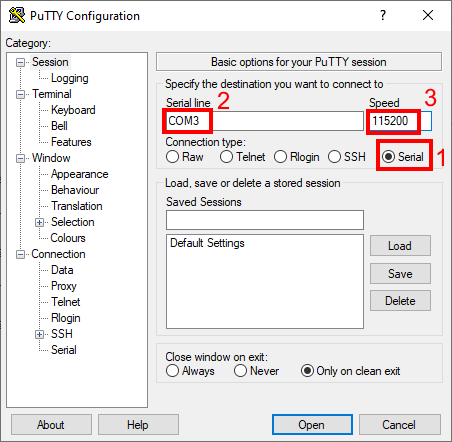 PuTTY Configuration
Category:
Session
Logging
Terminal
Keyboard
Bell
Features
Window
Appearance
Behaviour
Translation
Selection
Colours
Connection
Data
Proxy
Telnet
Rlogin
SSH
Serial
Basic options for your PuTTY session
Specify the destination you want to connect to
Serial line 2 Speed 3
COM3 115200
Connection type:
Raw Telnet Rlogin SSH Serial 1
Load, save or delete a stored session
Saved Sessions
Default Settings
Load
Save
Delete
Close window on exit:
Always Never Only on clean exit
About Help Open Cancel